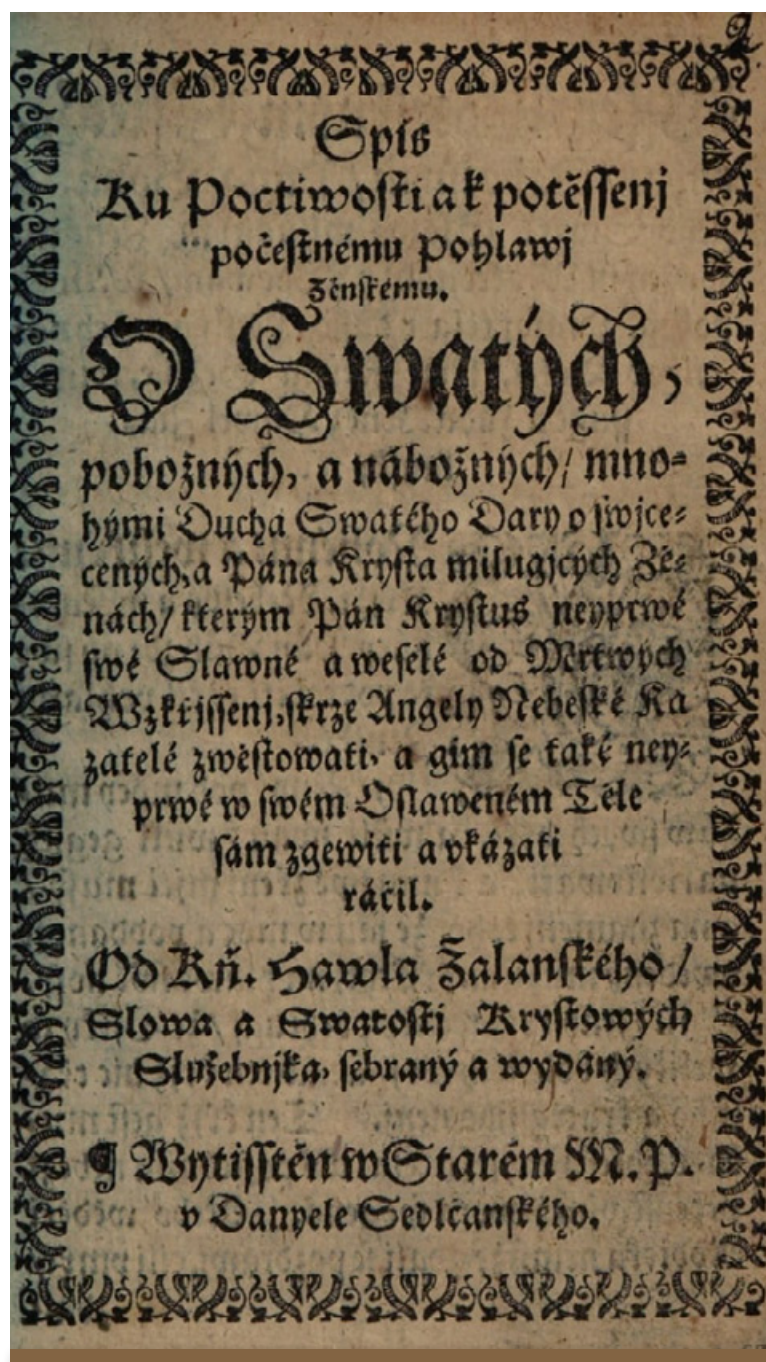 Spis
Ku Poctiwosti a k potěssenj
počestnému Pohlawj
Ženskému.
O Swatých,
pobožných, a nábožných/ mno-
hými Ducha Swatého Dary o swjce-
cených, a Pána Krysta milugjcých Že-
nách/ kterým Pán Krystus neyprwé
swé Slawné a weselé od Mrtwých
Wzkřjssenj, skrze Angely Nebeské Ka
zatelé zwěstowati, a gim se také ney-
prwé w swém Oslaweném Těle
sám zgewiti a vkázati
ráčil.
Od Kň. Hawla Žalanského/
Slowa a Swatostj Krystowých
Služebnjka, sebraný a wydaný.
¶ Wytisstěn w Starém M. P.
v Danyele Sedlčanského.